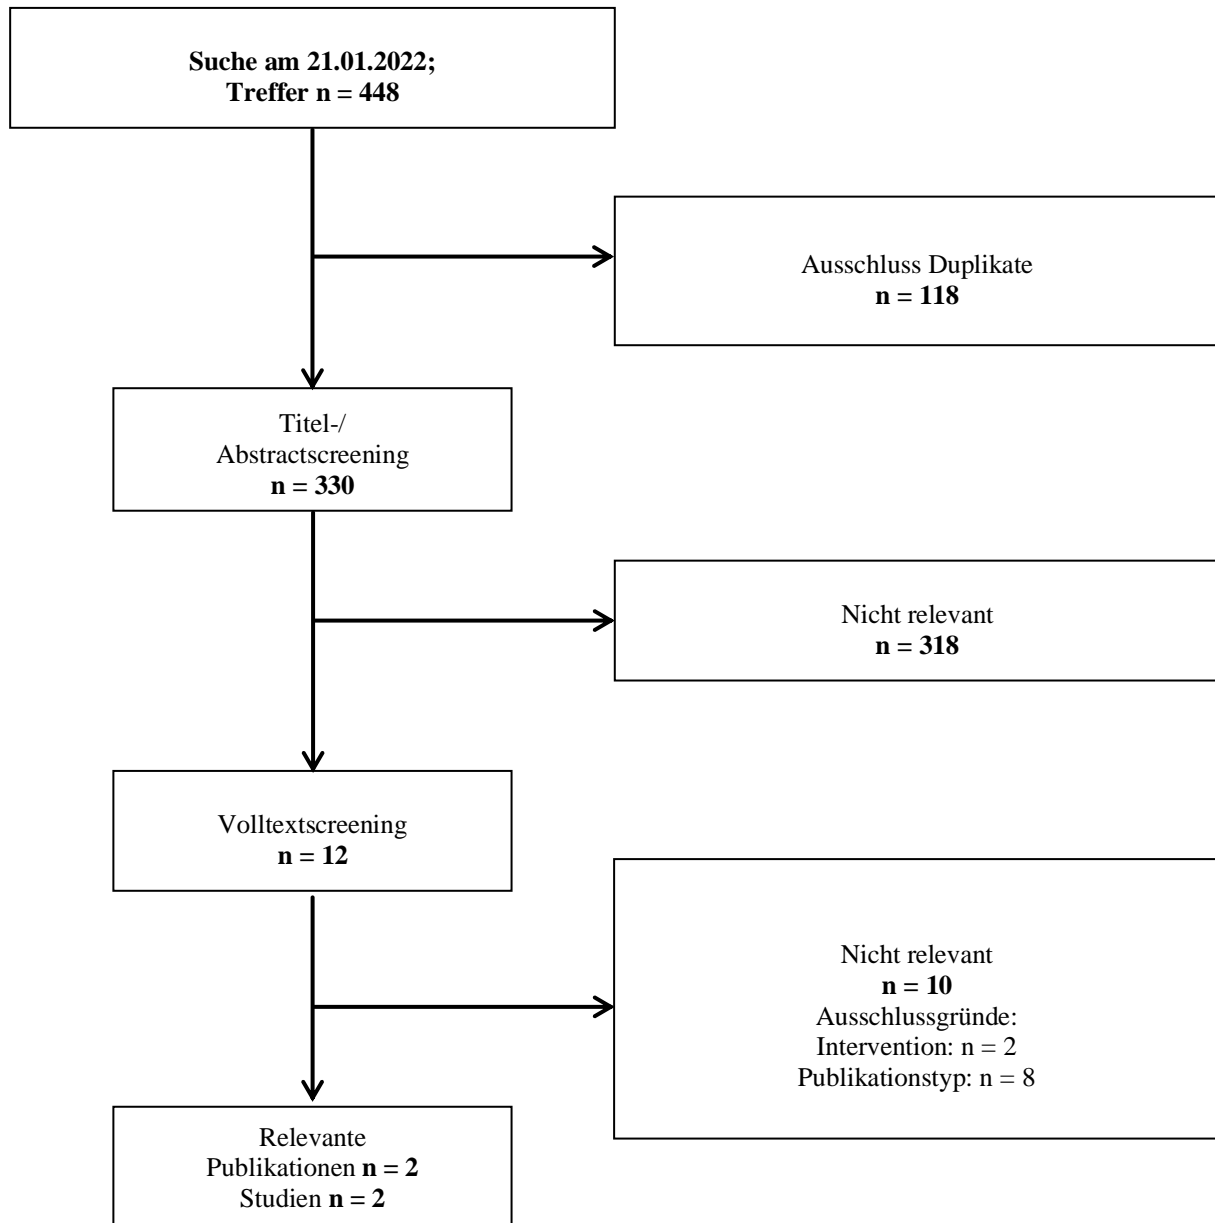 Suche am 21.01.2022;
Treffer n = 448
Ausschluss Duplikate
n = 118
Titel-/
Abstractscreening
n = 330
Nicht relevant
n = 318
Volltextscreening
n = 12
Nicht relevant
n = 10
Ausschlussgründe:
Intervention: n = 2
Publikationstyp: n = 8
Relevante
Publikationen n = 2
Studien n = 2